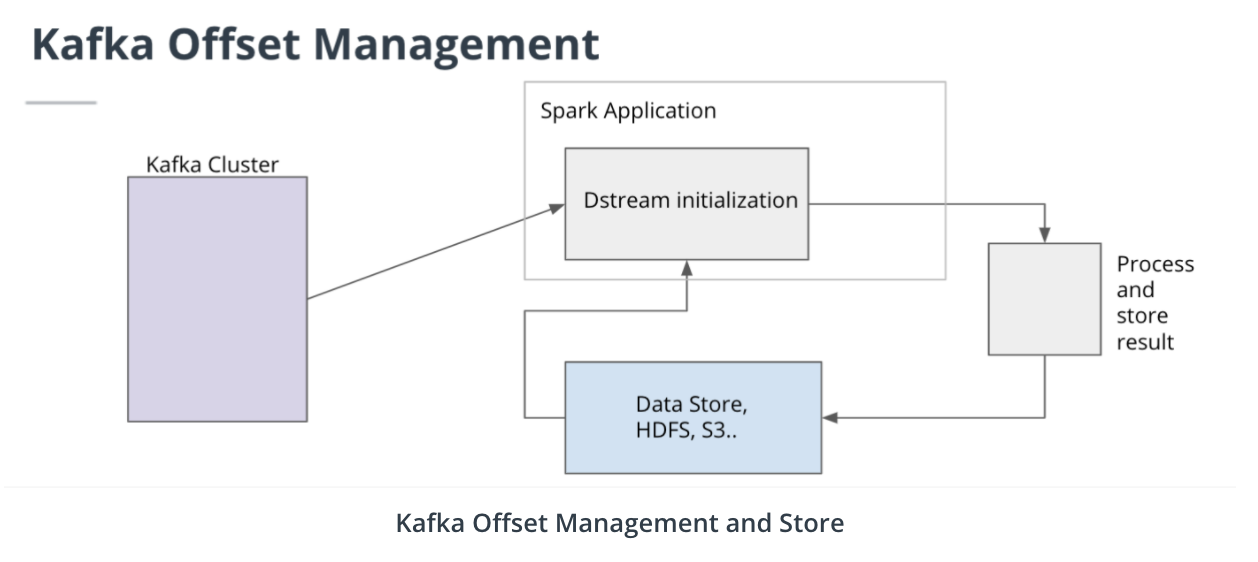 Kafka Offset Management
Spark Application
Kafka Cluster
Dstream initialization
Process
and
store
result
Data Store,
HDFS, S3..
Kafka Offset Management and Store